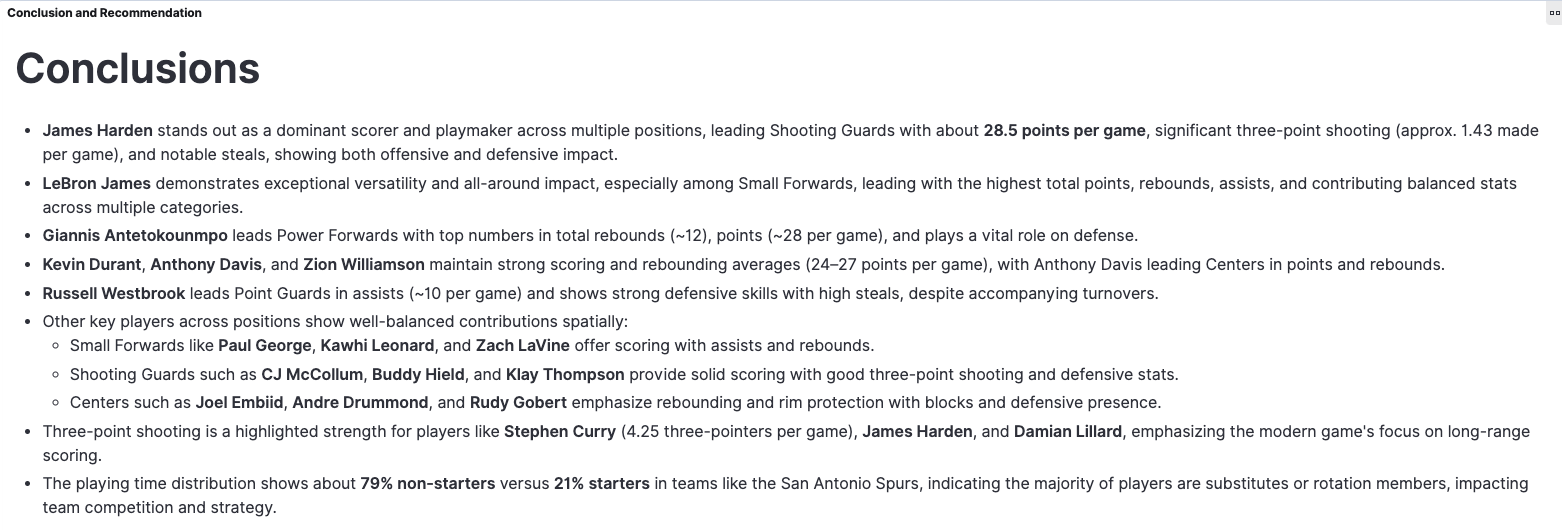 Conclusion and Recommendation
Conclusions
• James Harden stands out as a dominant scorer and playmaker across multiple positions, leading Shooting Guards with about 28.5 points per game, significant three-point shooting (approx. 1.43 made
per game), and notable steals, showing both offensive and defensive impact.
• LeBron James demonstrates exceptional versatility and all-around impact, especially among Small Forwards, leading with the highest total points, rebounds, assists, and contributing balanced stats
across multiple categories.
• Giannis Antetokounmpo leads Power Forwards with top numbers in total rebounds (~12), points (~28 per game), and plays a vital role on defense.
• Kevin Durant, Anthony Davis, and Zion Williamson maintain strong scoring and rebounding averages (24–27 points per game), with Anthony Davis leading Centers in points and rebounds.
• Russell Westbrook leads Point Guards in assists (~10 per game) and shows strong defensive skills with high steals, despite accompanying turnovers.
• Other key players across positions show well-balanced contributions spatially:
◦ Small Forwards like Paul George, Kawhi Leonard, and Zach LaVine offer scoring with assists and rebounds.
◦ Shooting Guards such as CJ McCollum, Buddy Hield, and Klay Thompson provide solid scoring with good three-point shooting and defensive stats.
◦ Centers such as Joel Embiid, Andre Drummond, and Rudy Gobert emphasize rebounding and rim protection with blocks and defensive presence.
• Three-point shooting is a highlighted strength for players like Stephen Curry (4.25 three-pointers per game), James Harden, and Damian Lillard, emphasizing the modern game's focus on long-range
scoring.
• The playing time distribution shows about 79% non-starters versus 21% starters in teams like the San Antonio Spurs, indicating the majority of players are substitutes or rotation members, impacting
team competition and strategy.